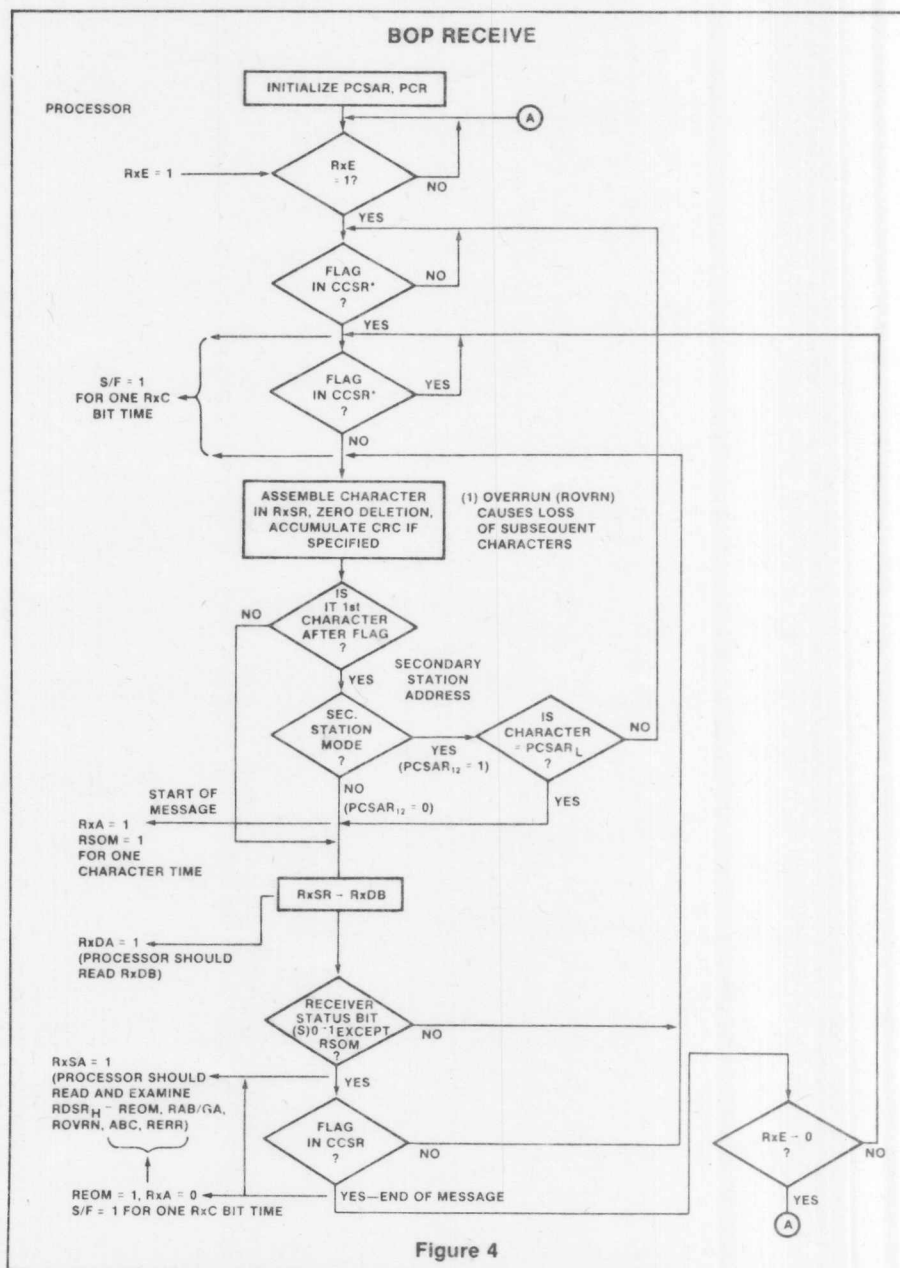 BOP RECEIVE
INITIALIZE PCSAR, PCR
PROCESSOR
A
RxE = 1
RxE
= 1?
NO
YES
FLAG
IN CCSR*
?
NO
YES
S/F = 1
FOR ONE RxC
BIT TIME
FLAG
IN CCSR*
?
YES
NO
ASSEMBLE CHARACTER
IN RxSR, ZERO DELETION,
ACCUMULATE CRC IF
SPECIFIED
(1) OVERRUN (ROVRN)
CAUSES LOSS
OF SUBSEQUENT
CHARACTERS
IS
IT 1st
CHARACTER
AFTER FLAG
?
NO
YES
SECONDARY
STATION
ADDRESS
SEC.
STATION
MODE
?
YES
(PCSAR₁₂ = 1)
IS
CHARACTER
= PCSAR L
?
NO
YES
NO
(PCSAR₁₂ = 0)
START OF
MESSAGE
RxA = 1
RSOM = 1
FOR ONE
CHARACTER TIME
RxSR – RxDB
RxDA = 1
(PROCESSOR SHOULD
READ RxDB)
RECEIVER
STATUS BIT
(S)0 -1 EXCEPT
RSOM
?
NO
YES
RxSA = 1
(PROCESSOR SHOULD
READ AND EXAMINE
RDSR H – REOM, RAB/GA,
ROVRN, ABC, RERR)
FLAG
IN CCSR
?
NO
YES—END OF MESSAGE
REOM = 1, RxA = 0
S/F = 1 FOR ONE RxC BIT TIME
RxE – 0
?
NO
YES
A
Figure 4